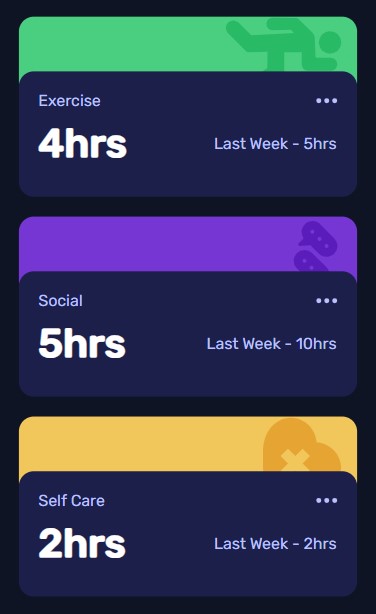 Exercise
4hrs
Last Week - 5hrs
Social
5hrs
Last Week - 10hrs
Self Care
2hrs
Last Week - 2hrs